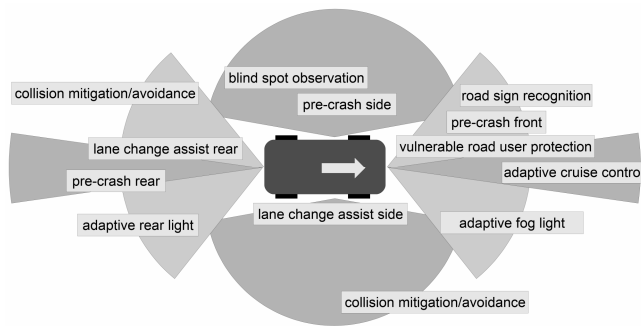 blind spot observation
collision mitigation/avoidance
road sign recognition
pre-crash side
pre-crash front
lane change assist rear
vulnerable road user protection
adaptive cruise contro
pre-crash rear
lane change assist side
adaptive rear light
adaptive fog light
collision mitigation/avoidance